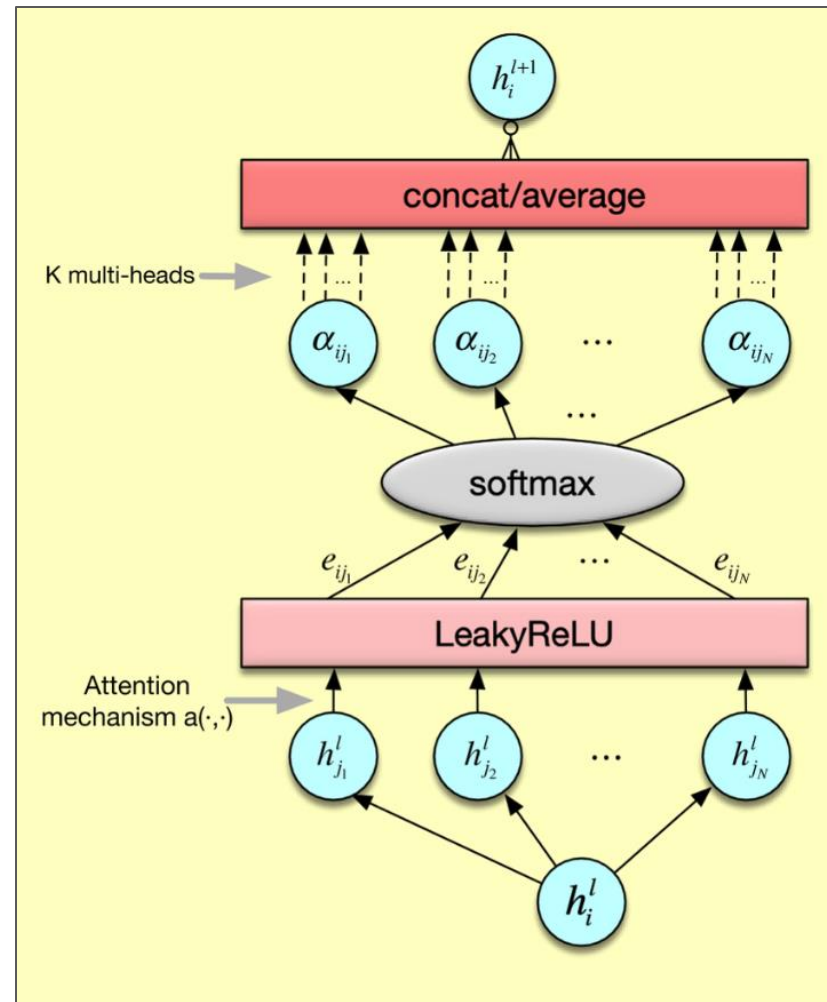 h_i^{l+1}
concat/average
K multi-heads
... ... ...
α_{ij_1} α_{ij_2} ... α_{ij_N}
...
softmax
e_{ij_1} e_{ij_2} ... e_{ij_N}
LeakyReLU
Attention
mechanism a(·,·)
h_{j_1}^l h_{j_2}^l ... h_{j_N}^l
h_i^l